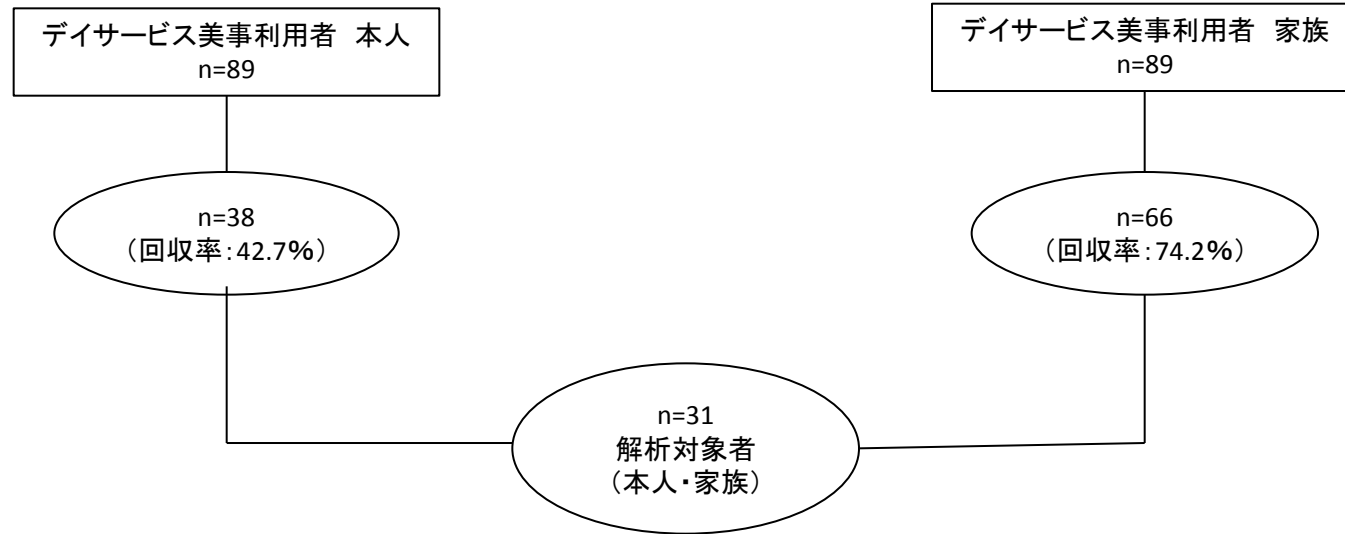 デイサービス美事利用者 本人
n=89
デイサービス美事利用者 家族
n=89
n=38
(回収率:42.7%)
n=66
(回収率:74.2%)
n=31
解析対象者
(本人・家族)